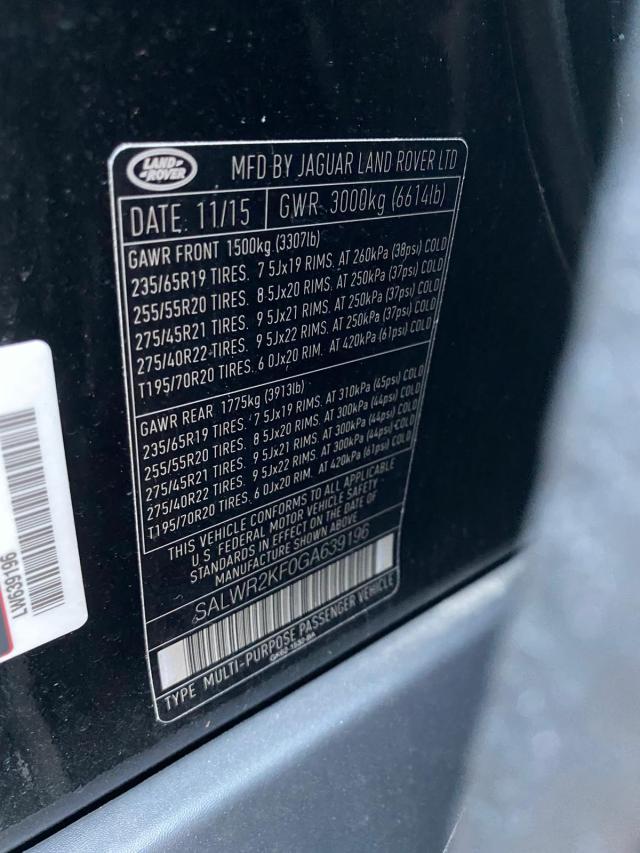 LAND-
ROVER
MFD BY JAGUAR LAND ROVER LTD
DATE: 11/15
GWR 3000kg (6614lb)
GAWR FRONT 1500kg (3307lb)
235/65R19 TIRES. 7 5Jx19 RIMS. AT 260kPa (38psi) COLD
255/55R20 TIRES. 8 5Jx20 RIMS. AT 250kPa (37psi) COLD
275/45R21 TIRES. 9 5Jx21 RIMS. AT 250kPa (37psi) COLD
275/40R22 TIRES. 9 5Jx22 RIMS. AT 250kPa (37psi) COLD
T195/70R20 TIRES. 6 0Jx20 RIM. AT 420kPa (61psi) COLD
GAWR REAR 1775kg (3913lb)
235/65R19 TIRES. 7 5Jx19 RIMS. AT 310kPa (45psi) COLD
255/55R20 TIRES. 8 5Jx20 RIMS. AT 300kPa (44psi) COLD
275/45R21 TIRES. 9 5Jx21 RIMS. AT 300kPa (44psi) COLD
275/40R22 TIRES. 9 5Jx22 RIMS. AT 300kPa (44psi) COLD
T195/70R20 TIRES. 6 0Jx20 RIM. AT 420kPa (61psi) COLD
THIS VEHICLE CONFORMS TO ALL APPLICABLE
U.S. FEDERAL MOTOR VEHICLE SAFETY
STANDARDS IN EFFECT ON THE DATE OF
MANUFACTURE SHOWN ABOVE
SALWR2KF0GA639196
TYPE MULTI-PURPOSE PASSENGER VEHICLE